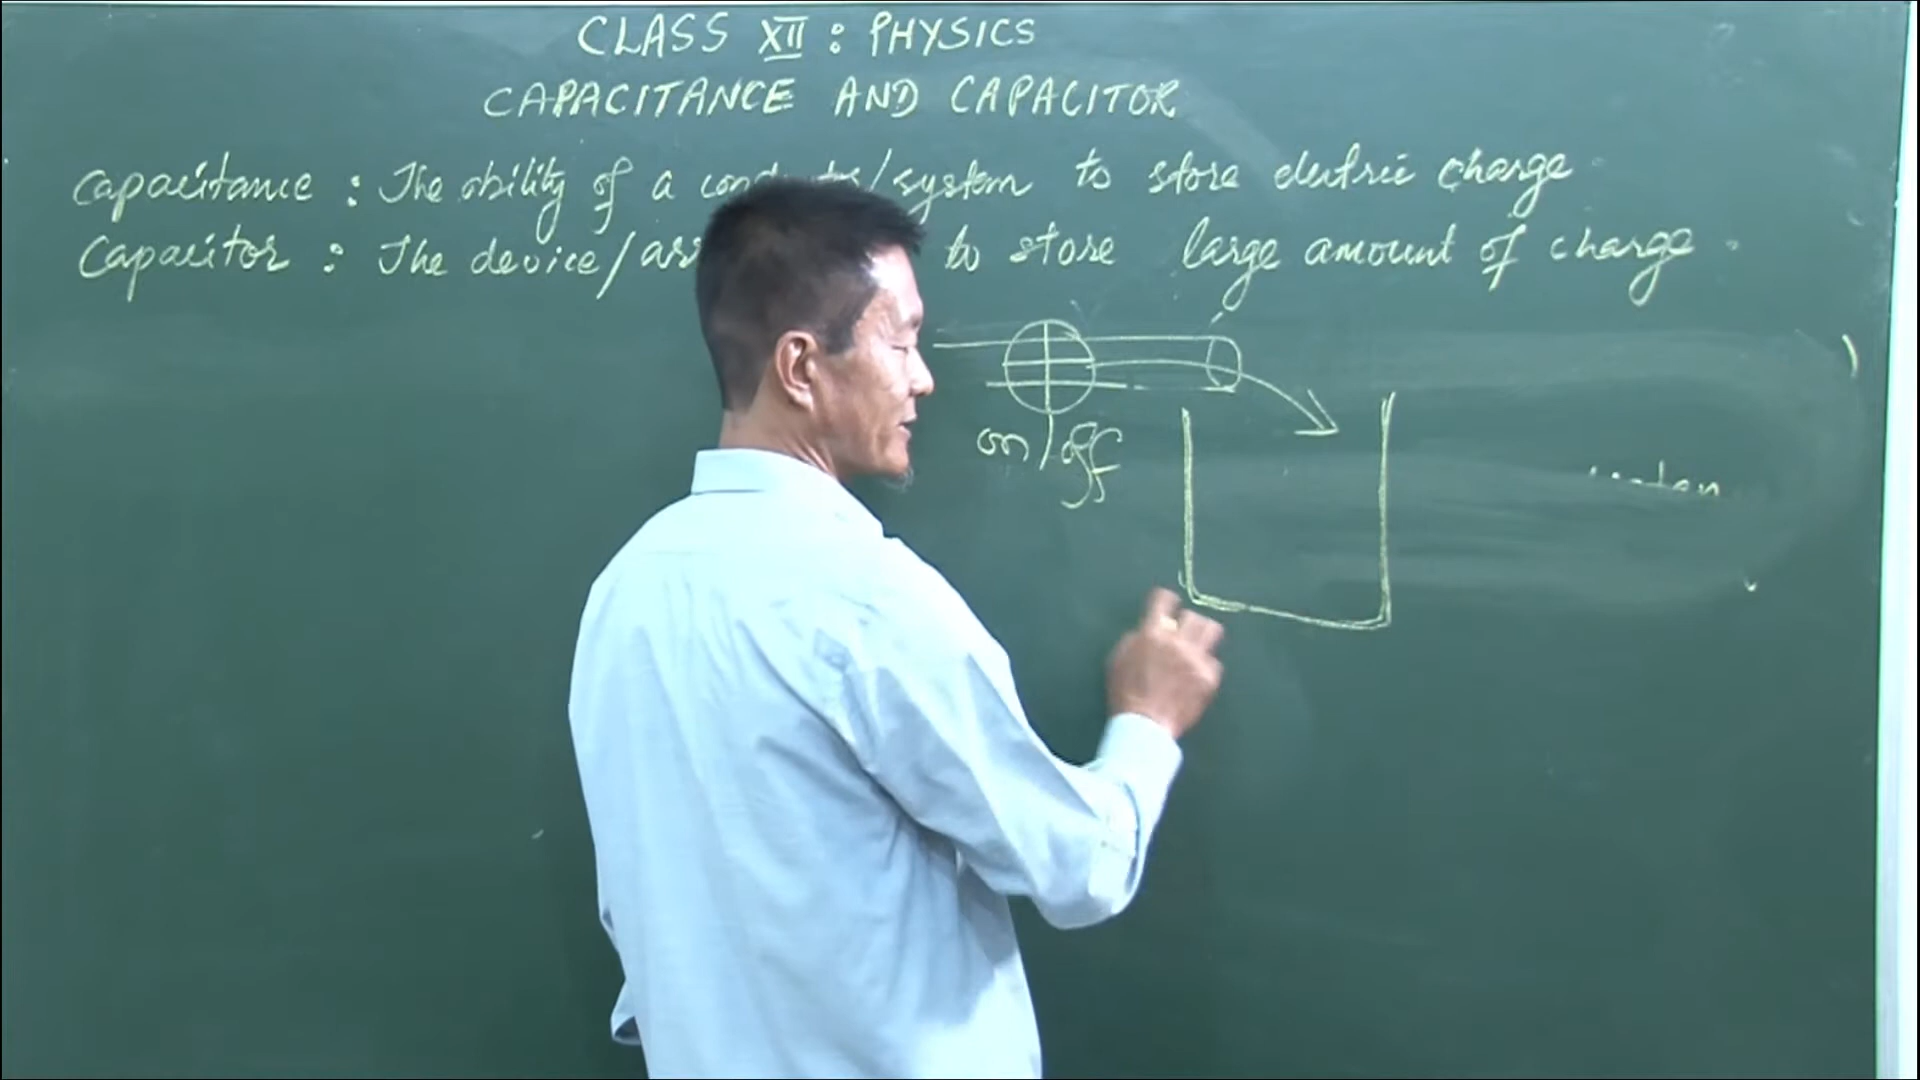 CLASS XII : PHYSICS
CAPACITANCE AND CAPACITOR
Capacitance : The ability of a /system to store electric charge
Capacitor : The device/ to store large amount of charge.
on/off